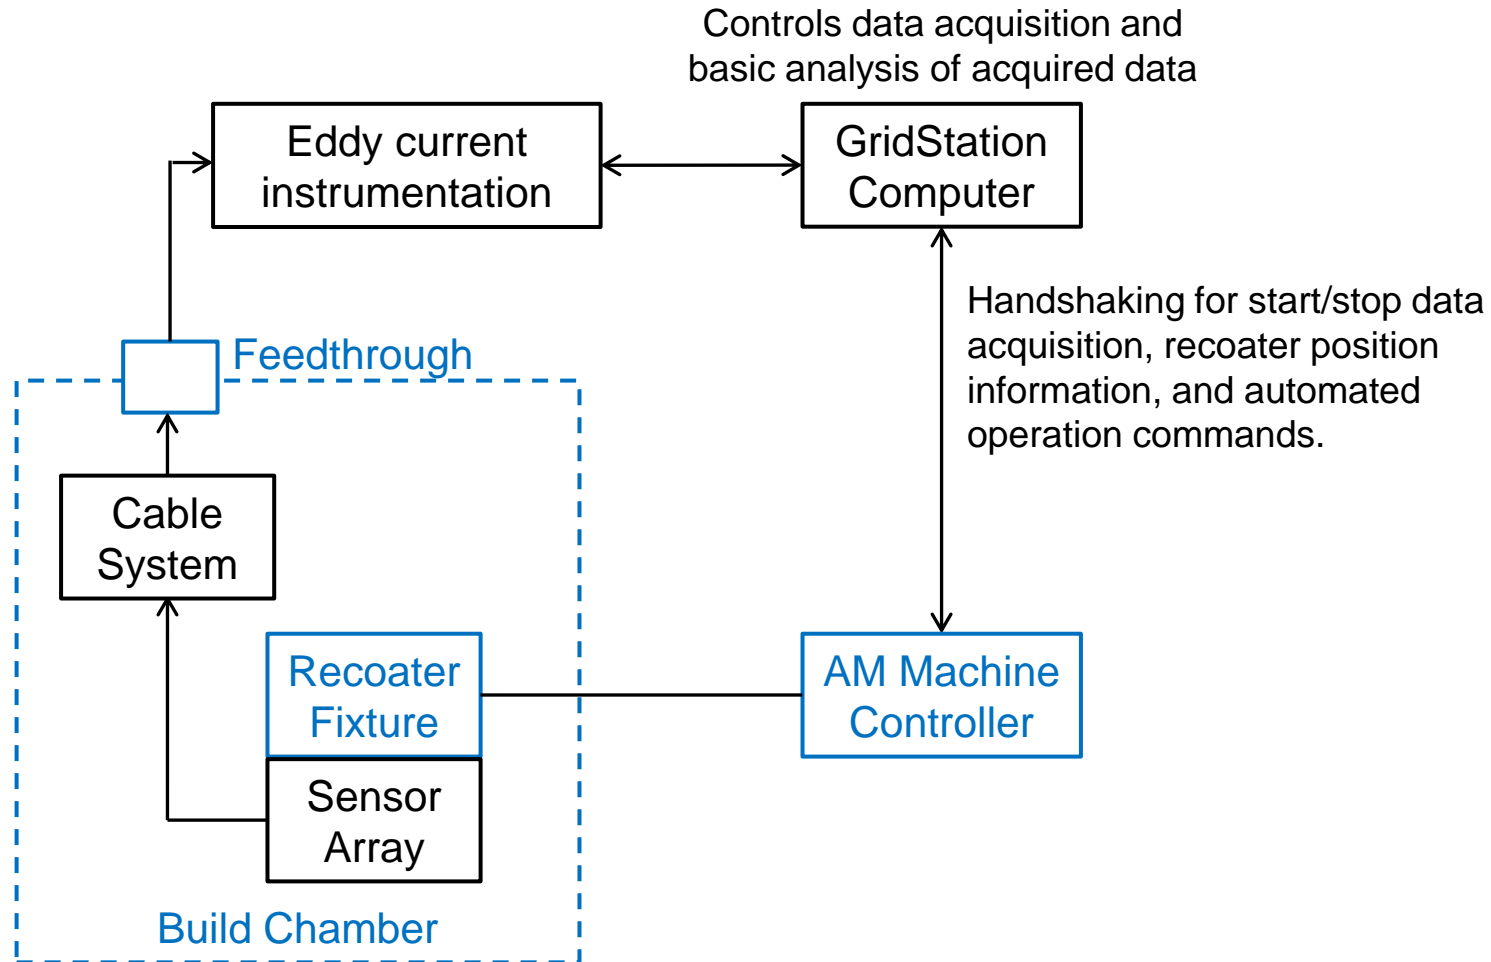 Controls data acquisition and
basic analysis of acquired data
Eddy current
instrumentation
GridStation
Computer
Handshaking for start/stop data
acquisition, recoater position
information, and automated
operation commands.
Feedthrough
Cable
System
Recoater
Fixture
AM Machine
Controller
Sensor
Array
Build Chamber